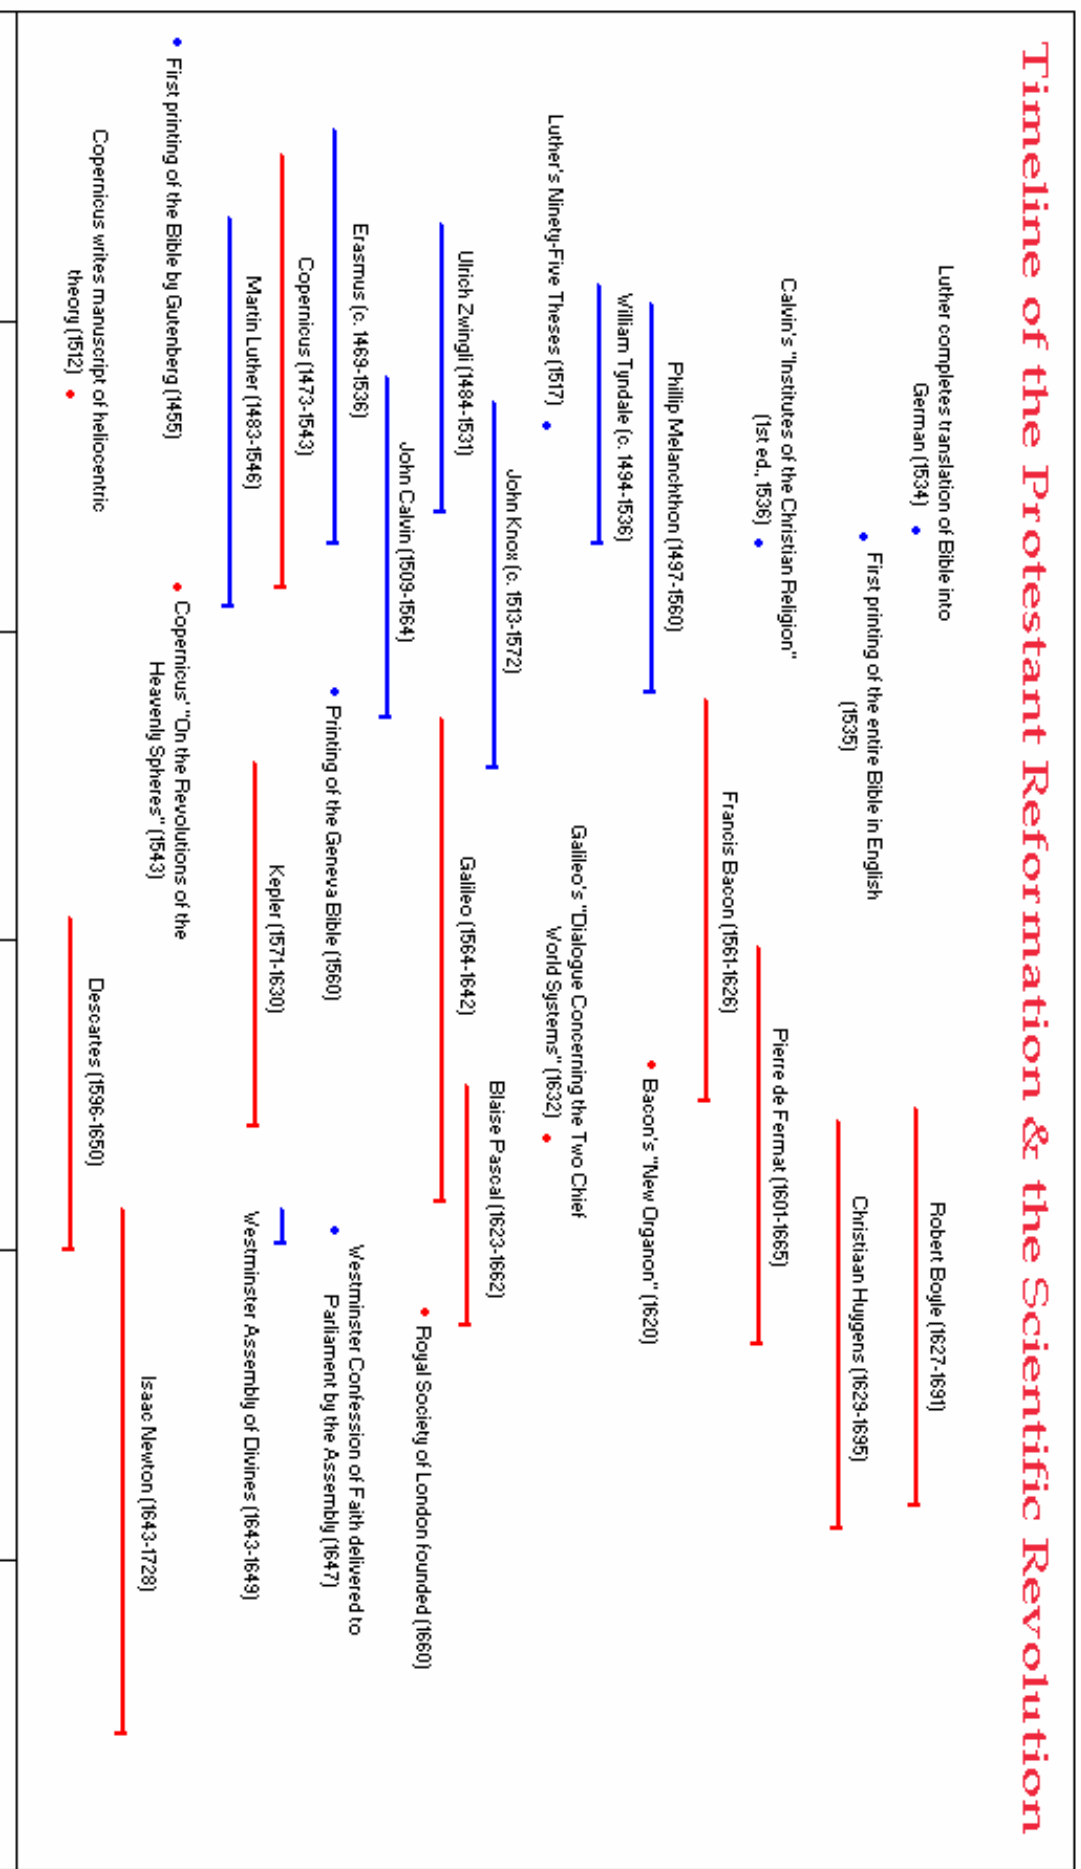 Timeline of the Protestant Reformation & the Scientific Revolution
Luther completes translation of Bible into
German (1534)
Robert Boyle (1627-1691)
First printing of the entire Bible in English
(1535)
Christiaan Huygens (1629-1695)
Calvin's "Institutes of the Christian Religion"
(1st ed., 1536)
Pierre de Fermat (1601-1665)
Francis Bacon (1561-1626)
Phillip Melanchthon (1497-1560)
Bacon's "New Organon" (1620)
William Tyndale (c. 1494-1536)
Galileo's "Dialogue Concerning the Two Chief
World Systems" (1632)
Luther's Ninety-Five Theses (1517)
John Knox (c. 1513-1572)
Blaise Pascal (1623-1662)
Ulrich Zwingli (1484-1531)
Galileo (1564-1642)
Royal Society of London founded (1660)
John Calvin (1509-1564)
Erasmus (c. 1469-1536)
Printing of the Geneva Bible (1560)
Westminster Confession of Faith delivered to
Parliament by the Assembly (1647)
Copernicus (1473-1543)
Kepler (1571-1630)
Martin Luther (1483-1546)
Westminster Assembly of Divines (1643-1649)
First printing of the Bible by Gutenberg (1455)
Copernicus' "On the Revolutions of the
Heavenly Spheres" (1543)
Isaac Newton (1643-1728)
Copernicus writes manuscript of heliocentric
theory (1512)
Descartes (1596-1650)